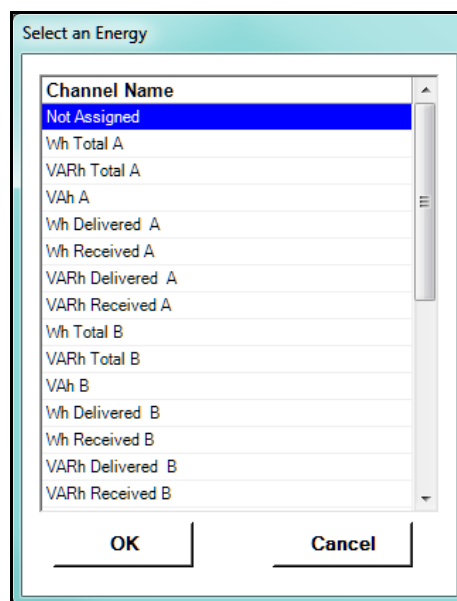 Select an Energy
Channel Name
Not Assigned
Wh Total A
VARh Total A
VAh A
Wh Delivered  A
Wh Received A
VARh Delivered  A
VARh Received A
Wh Total B
VARh Total B
VAh B
Wh Delivered  B
Wh Received B
VARh Delivered  B
VARh Received B
OK Cancel